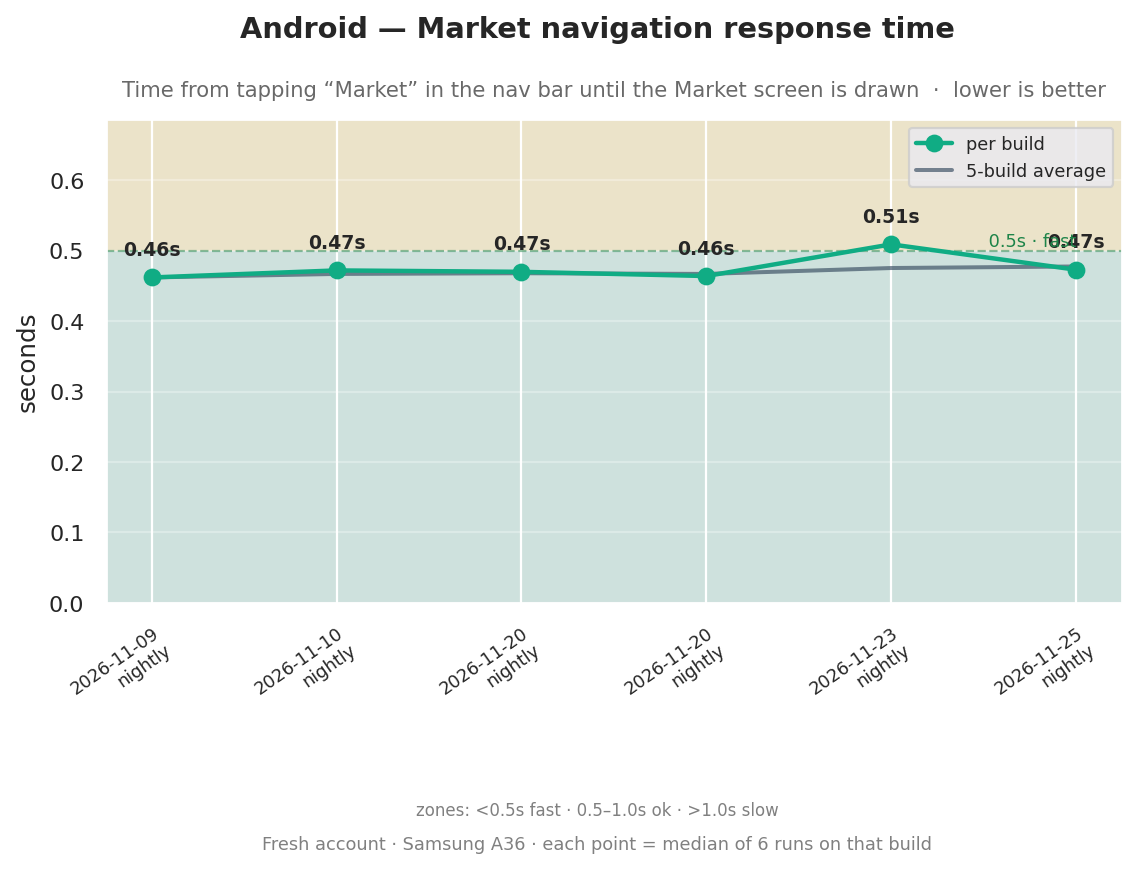 Android — Market navigation response time
Time from tapping “Market” in the nav bar until the Market screen is drawn · lower is better
per build
5-build average
0.6
0.5
0.4
0.3
0.2
0.1
0.0
seconds
0.46s
0.47s
0.47s
0.46s
0.51s
0.5s · fast
0.47s
2026-11-09
nightly
2026-11-10
nightly
2026-11-20
nightly
2026-11-20
nightly
2026-11-23
nightly
2026-11-25
nightly
zones: <0.5s fast · 0.5–1.0s ok · >1.0s slow
Fresh account · Samsung A36 · each point = median of 6 runs on that build